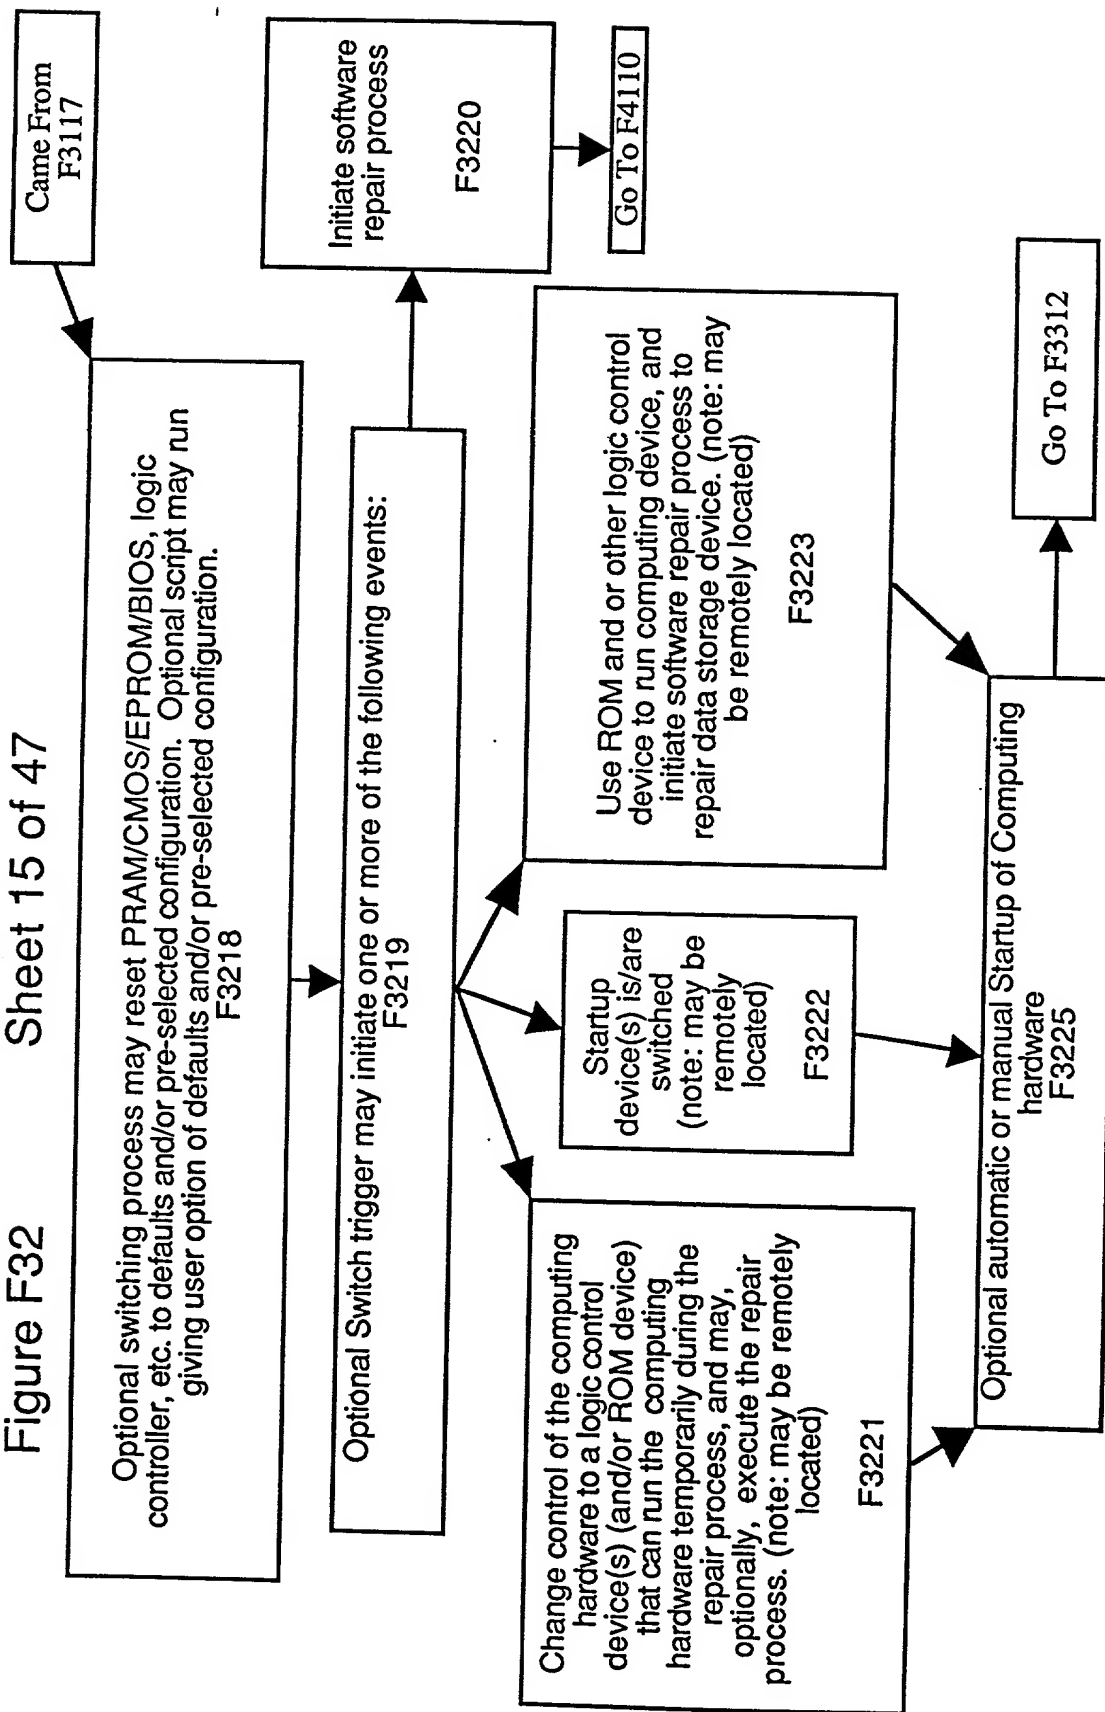 Figure F32 Sheet 15 of 47
Came From
F3117
Optional switching process may reset PRAM/CMOS/EPROM/BIOS, logic
controller, etc. to defaults and/or pre-selected configuration. Optional script may run
giving user option of defaults and/or pre-selected configuration.
F3218
Optional Switch trigger may initiate one or more of the following events:
F3219
Initiate software
repair process
F3220
Go To F4110
Change control of the computing
hardware to a logic control
device(s) (and/or ROM device)
that can run the computing
hardware temporarily during the
repair process, and may,
optionally, execute the repair
process. (note: may be remotely
located)
F3221
Startup
device(s) is/are
switched
(note: may be
remotely
located)
F3222
Use ROM and or other logic control
device to run computing device, and
initiate software repair process to
repair data storage device. (note: may
be remotely located)
F3223
Optional automatic or manual Startup of Computing
hardware
F3225
Go To F3312